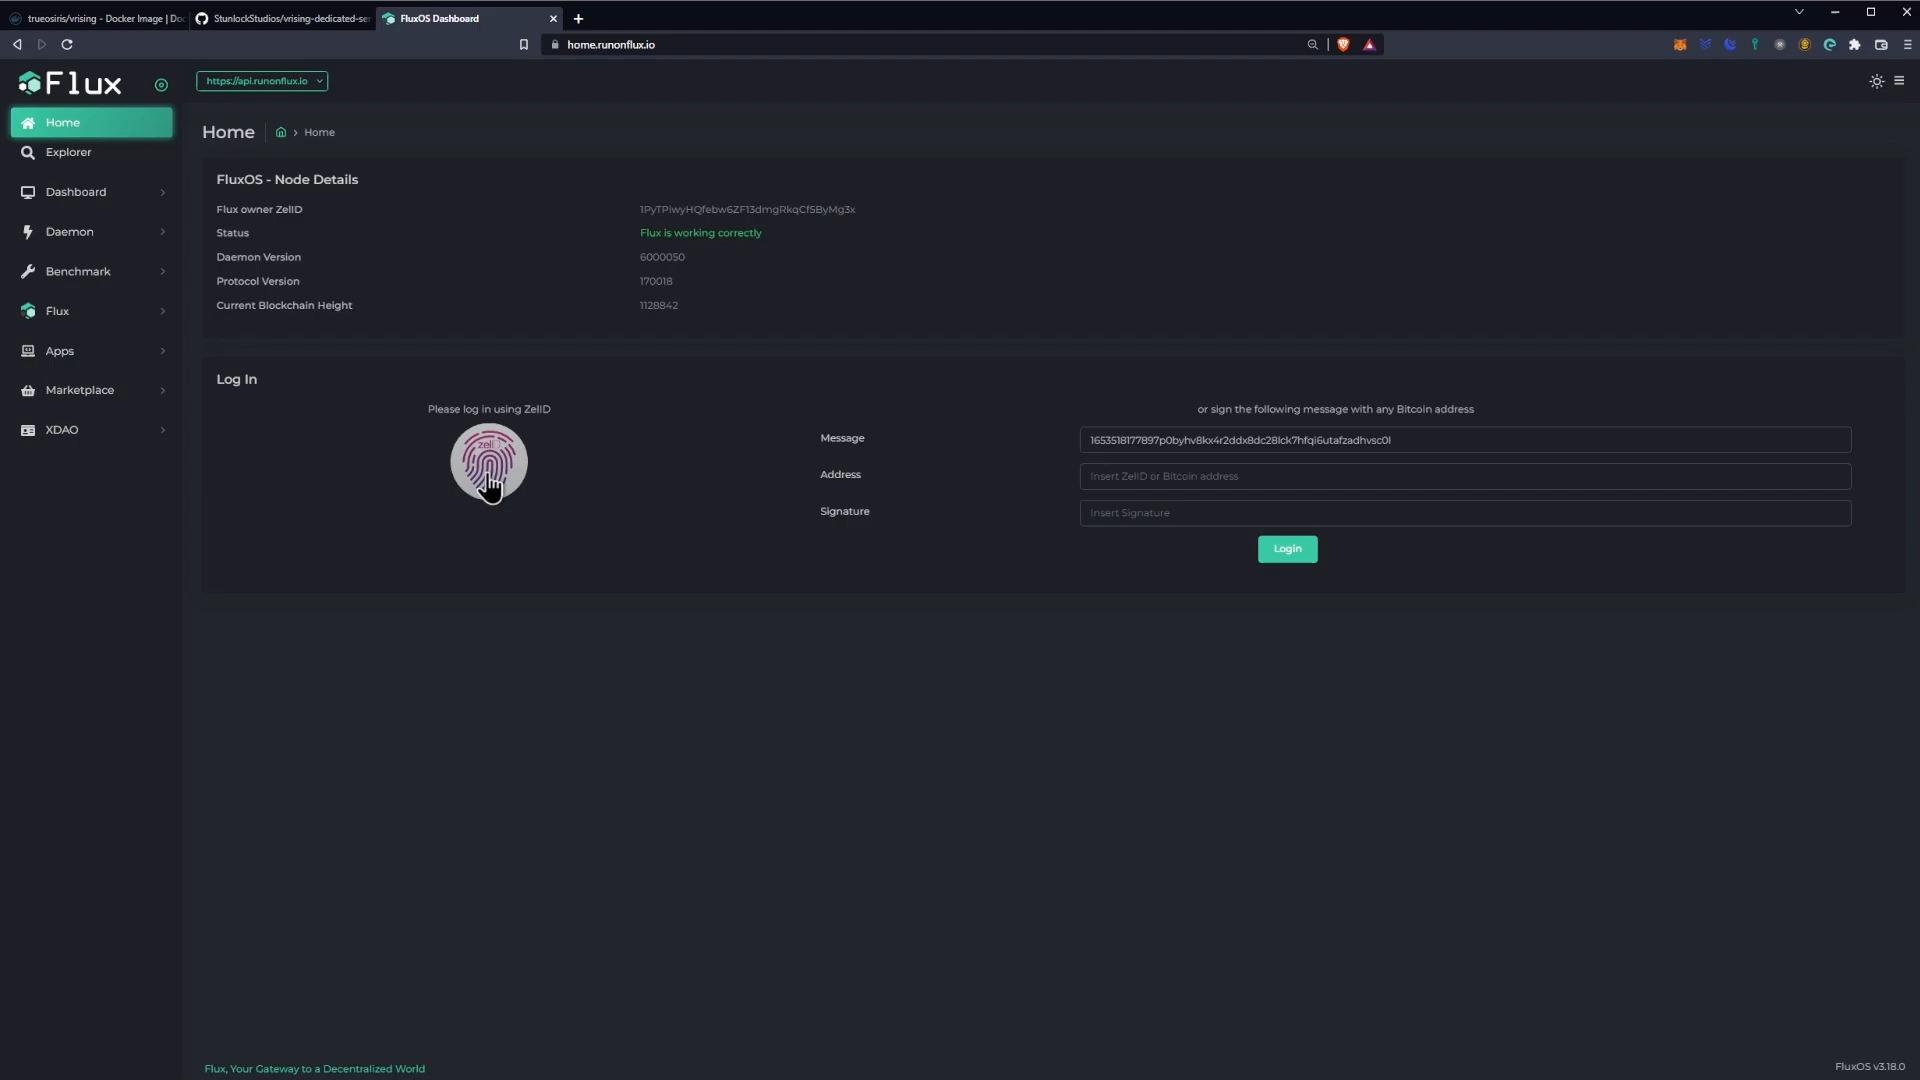 trueosiris/vrising - Docker Image | Doc
StunlockStudios/vrising-dedicated-ser
FluxOS Dashboard
home.runonflux.io
Flux
https://api.runonflux.io
Home
Explorer
Dashboard
Daemon
Benchmark
Flux
Apps
Marketplace
XDAO
Home
Home
FluxOS - Node Details
Flux owner ZelID
1PyTPiwyHQfebw6ZF13dmgRkqCf5ByMg3x
Status
Flux is working correctly
Daemon Version
6000050
Protocol Version
170018
Current Blockchain Height
1128842
Log In
Please log in using ZelID
zelID
or sign the following message with any Bitcoin address
Message
1653518177897p0byhv8kx4r2ddx8dc28lck7hfqi6utafzadhvsc0l
Address
Insert ZelID or Bitcoin address
Signature
Insert Signature
Login
Flux, Your Gateway to a Decentralized World
FluxOS v3.18.0